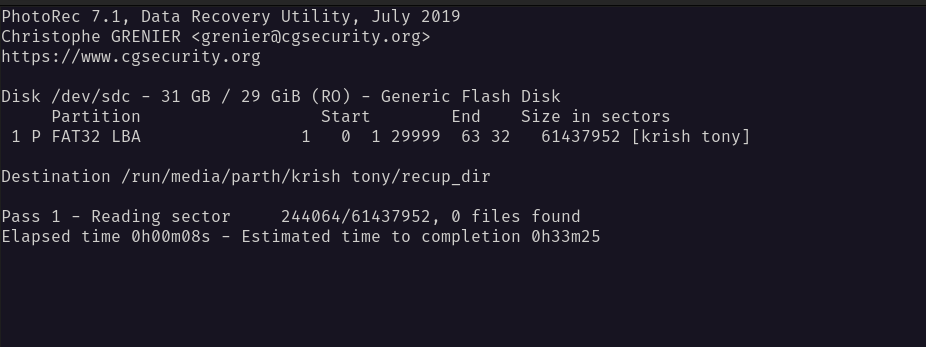 PhotoRec 7.1, Data Recovery Utility, July 2019
Christophe GRENIER <grenier@cgsecurity.org>
https://www.cgsecurity.org
Disk /dev/sdc - 31 GB / 29 GiB (RO) - Generic Flash Disk
     Partition                  Start        End    Size in sectors
 1 P FAT32 LBA                1   0  1 29999  63 32   61437952 [krish tony]
Destination /run/media/parth/krish tony/recup_dir
Pass 1 - Reading sector     244064/61437952, 0 files found
Elapsed time 0h00m08s - Estimated time to completion 0h33m25